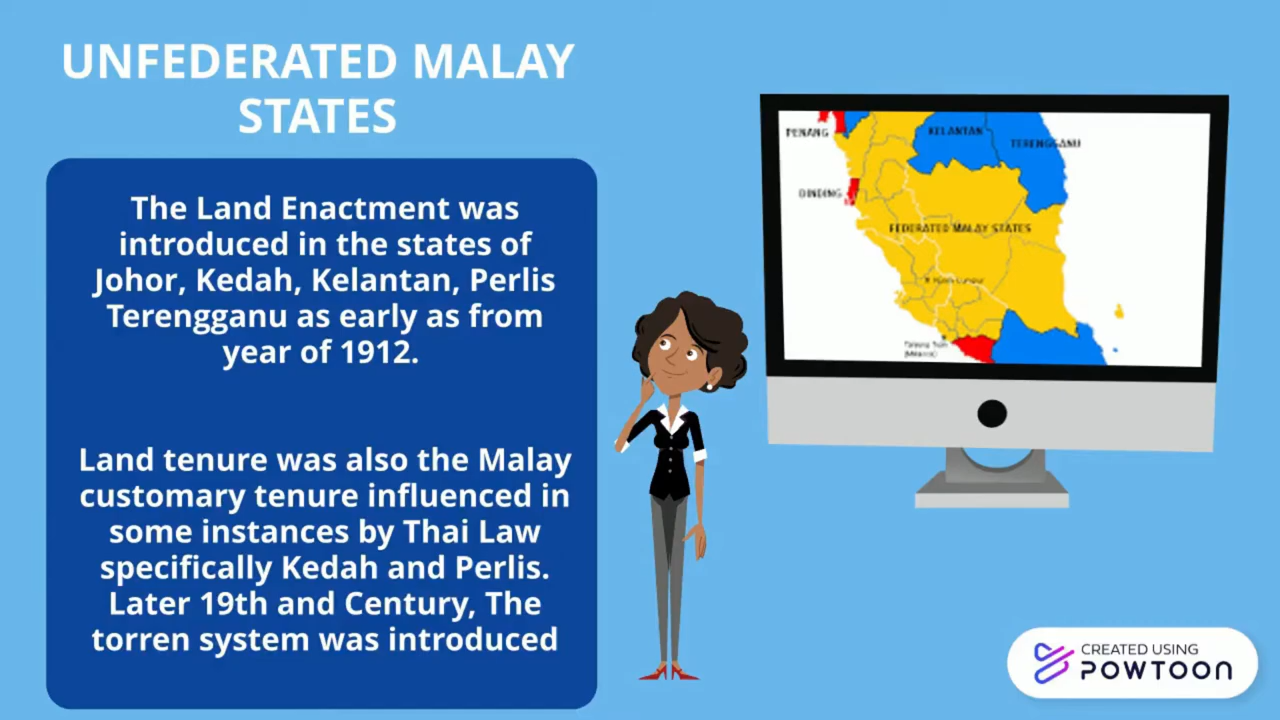 UNFEDERATED MALAY
STATES
The Land Enactment was
introduced in the states of
Johor, Kedah, Kelantan, Perlis
Terengganu as early as from
year of 1912.
Land tenure was also the Malay
customary tenure influenced in
some instances by Thai Law
specifically Kedah and Perlis.
Later 19th and Century, The
torren system was introduced
PENANG
KELANTAN
TERENGGANU
DINDING
FEDERATED MALAY STATES
CREATED USING
POWTOON